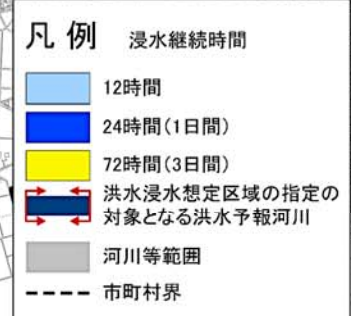 凡例 浸水継続時間
12時間
24時間(1日間)
72時間(3日間)
洪水浸水想定区域の指定の
対象となる洪水予報河川
河川等範囲
市町村界